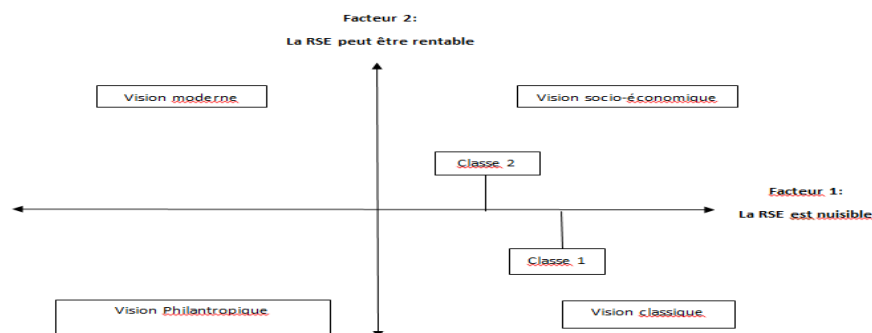 Facteur 2:
La RSE peut être rentable
Vision moderne
Vision socio-économique
Classe 2
Facteur 1:
La RSE est nuisible
Classe 1
Vision Philantropique
Vision classique